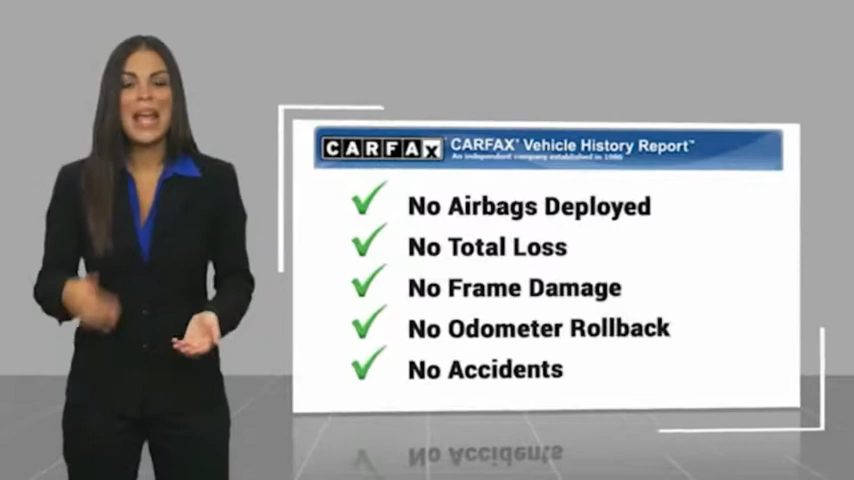 CARFAX CARFAX® Vehicle History Report™
An independent company established in 1986
No Airbags Deployed
No Total Loss
No Frame Damage
No Odometer Rollback
No Accidents
No Accidents